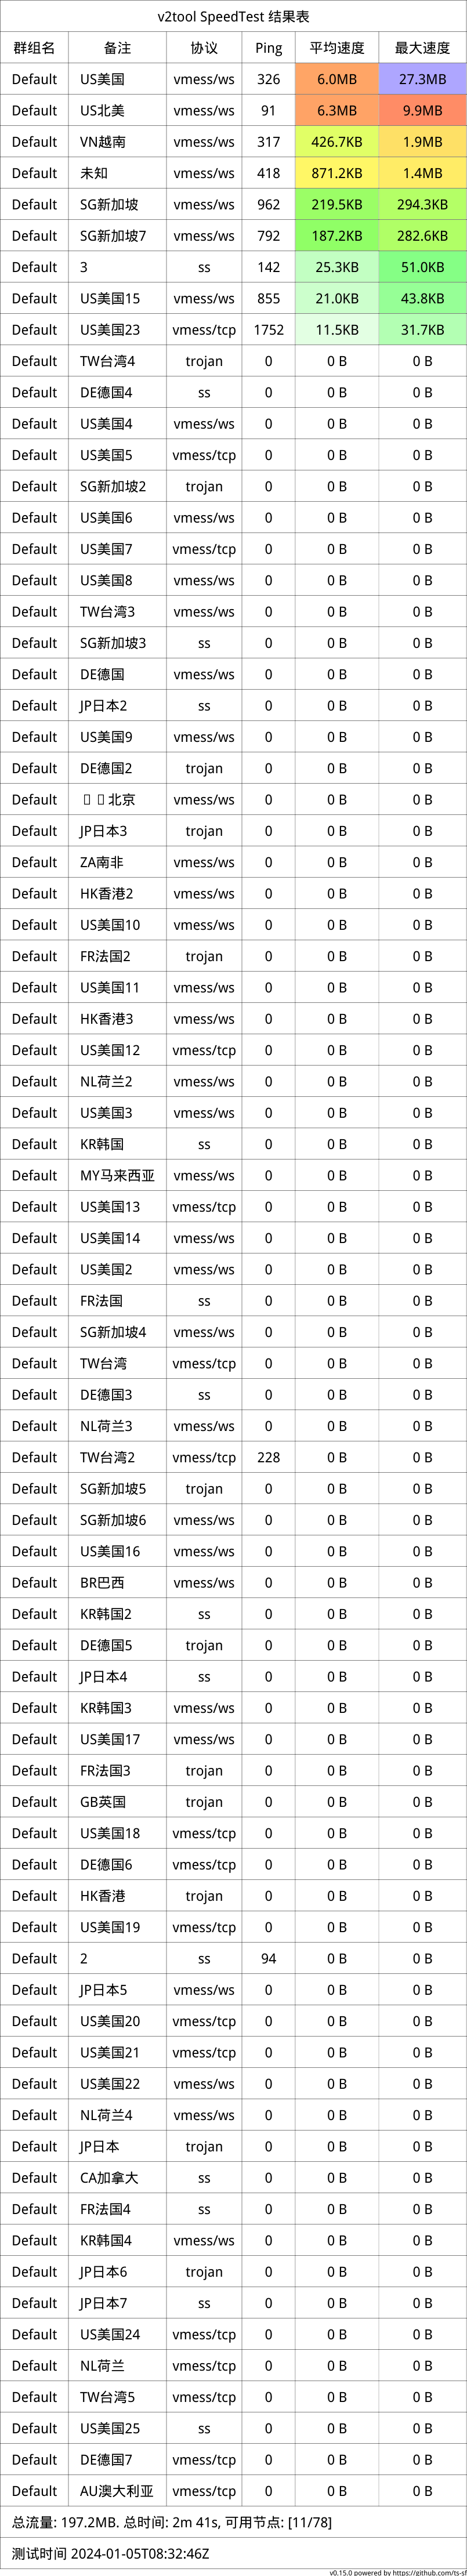 v2tool SpeedTest 结果表
群组名 备注 协议 Ping 平均速度 最大速度
Default US美国 vmess/ws 326 6.0MB 27.3MB
Default US北美 vmess/ws 91 6.3MB 9.9MB
Default VN越南 vmess/ws 317 426.7KB 1.9MB
Default 未知 vmess/ws 418 871.2KB 1.4MB
Default SG新加坡 vmess/ws 962 219.5KB 294.3KB
Default SG新加坡7 vmess/ws 792 187.2KB 282.6KB
Default 3 ss 142 25.3KB 51.0KB
Default US美国15 vmess/ws 855 21.0KB 43.8KB
Default US美国23 vmess/tcp 1752 11.5KB 31.7KB
Default TW台湾4 trojan 0 0 B 0 B
Default DE德国4 ss 0 0 B 0 B
Default US美国4 vmess/ws 0 0 B 0 B
Default US美国5 vmess/tcp 0 0 B 0 B
Default SG新加坡2 trojan 0 0 B 0 B
Default US美国6 vmess/ws 0 0 B 0 B
Default US美国7 vmess/tcp 0 0 B 0 B
Default US美国8 vmess/ws 0 0 B 0 B
Default TW台湾3 vmess/ws 0 0 B 0 B
Default SG新加坡3 ss 0 0 B 0 B
Default DE德国 vmess/ws 0 0 B 0 B
Default JP日本2 ss 0 0 B 0 B
Default US美国9 vmess/ws 0 0 B 0 B
Default DE德国2 trojan 0 0 B 0 B
Default 北京 vmess/ws 0 0 B 0 B
Default JP日本3 trojan 0 0 B 0 B
Default ZA南非 vmess/ws 0 0 B 0 B
Default HK香港2 vmess/ws 0 0 B 0 B
Default US美国10 vmess/ws 0 0 B 0 B
Default FR法国2 trojan 0 0 B 0 B
Default US美国11 vmess/ws 0 0 B 0 B
Default HK香港3 vmess/ws 0 0 B 0 B
Default US美国12 vmess/tcp 0 0 B 0 B
Default NL荷兰2 vmess/ws 0 0 B 0 B
Default US美国3 vmess/ws 0 0 B 0 B
Default KR韩国 ss 0 0 B 0 B
Default MY马来西亚 vmess/ws 0 0 B 0 B
Default US美国13 vmess/tcp 0 0 B 0 B
Default US美国14 vmess/ws 0 0 B 0 B
Default US美国2 vmess/ws 0 0 B 0 B
Default FR法国 ss 0 0 B 0 B
Default SG新加坡4 vmess/ws 0 0 B 0 B
Default TW台湾 vmess/tcp 0 0 B 0 B
Default DE德国3 ss 0 0 B 0 B
Default NL荷兰3 vmess/ws 0 0 B 0 B
Default TW台湾2 vmess/tcp 228 0 B 0 B
Default SG新加坡5 trojan 0 0 B 0 B
Default SG新加坡6 vmess/ws 0 0 B 0 B
Default US美国16 vmess/ws 0 0 B 0 B
Default BR巴西 vmess/ws 0 0 B 0 B
Default KR韩国2 ss 0 0 B 0 B
Default DE德国5 trojan 0 0 B 0 B
Default JP日本4 ss 0 0 B 0 B
Default KR韩国3 vmess/ws 0 0 B 0 B
Default US美国17 vmess/ws 0 0 B 0 B
Default FR法国3 trojan 0 0 B 0 B
Default GB英国 trojan 0 0 B 0 B
Default US美国18 vmess/tcp 0 0 B 0 B
Default DE德国6 vmess/tcp 0 0 B 0 B
Default HK香港 trojan 0 0 B 0 B
Default US美国19 vmess/tcp 0 0 B 0 B
Default 2 ss 94 0 B 0 B
Default JP日本5 vmess/ws 0 0 B 0 B
Default US美国20 vmess/tcp 0 0 B 0 B
Default US美国21 vmess/tcp 0 0 B 0 B
Default US美国22 vmess/ws 0 0 B 0 B
Default NL荷兰4 vmess/ws 0 0 B 0 B
Default JP日本 trojan 0 0 B 0 B
Default CA加拿大 ss 0 0 B 0 B
Default FR法国4 ss 0 0 B 0 B
Default KR韩国4 vmess/ws 0 0 B 0 B
Default JP日本6 trojan 0 0 B 0 B
Default JP日本7 ss 0 0 B 0 B
Default US美国24 vmess/tcp 0 0 B 0 B
Default NL荷兰 vmess/tcp 0 0 B 0 B
Default TW台湾5 vmess/tcp 0 0 B 0 B
Default US美国25 ss 0 0 B 0 B
Default DE德国7 vmess/tcp 0 0 B 0 B
Default AU澳大利亚 vmess/tcp 0 0 B 0 B
总流量: 197.2MB. 总时间: 2m 41s, 可用节点: [11/78]
测试时间 2024-01-05T08:32:46Z
v0.15.0 powered by https://github.com/ts-sf